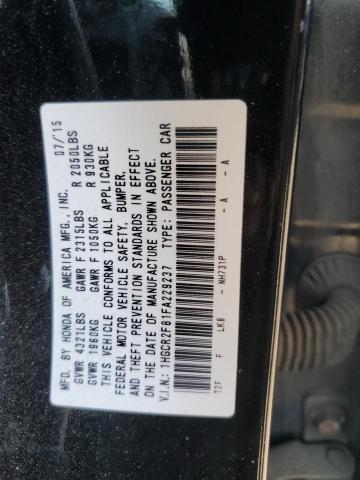 MFD. BY HONDA OF AMERICA MFG., INC. 07/'15
GVWR 4321LBS GAWR F 2315LBS R 2050LBS
GVWR 1960KG GAWR F 1050KG R 930KG
THIS VEHICLE CONFORMS TO ALL APPLICABLE
FEDERAL MOTOR VEHICLE SAFETY, BUMPER,
AND THEFT PREVENTION STANDARDS IN EFFECT
ON THE DATE OF MANUFACTURE SHOWN ABOVE.
V.I.N.: 1HGCR2F81FA229237 TYPE: PASSENGER CAR
F LKB - NH731P - A - A
T2F